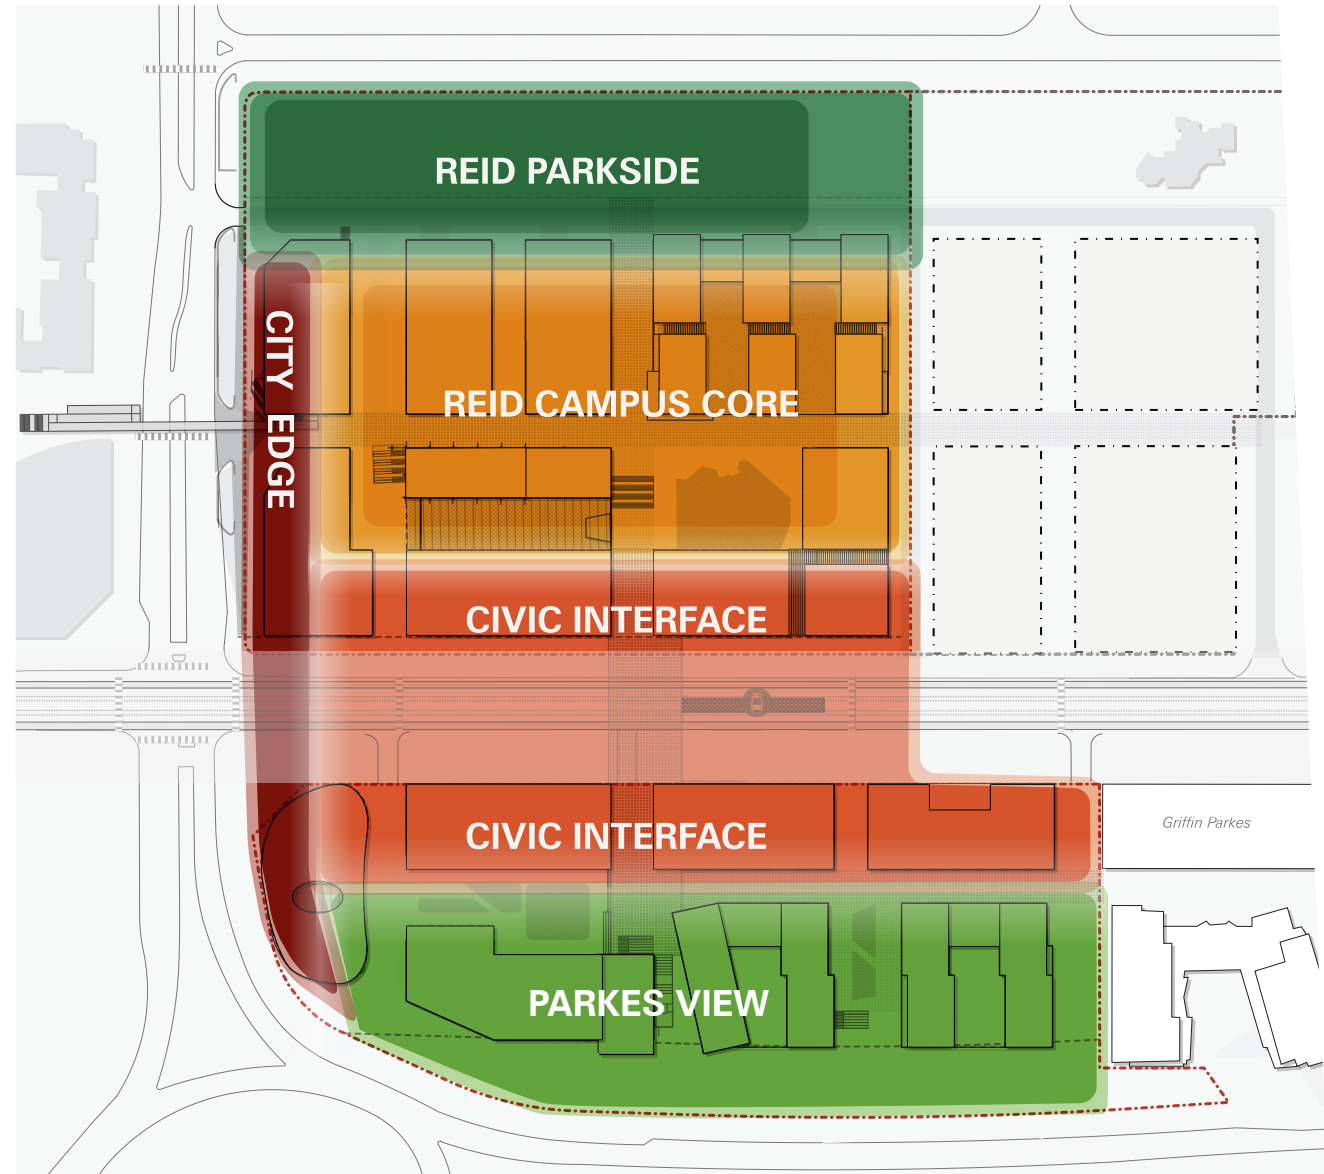 REID PARKSIDE
CITY EDGE
REID CAMPUS CORE
CIVIC INTERFACE
CIVIC INTERFACE
Griffin Parkes
PARKES VIEW